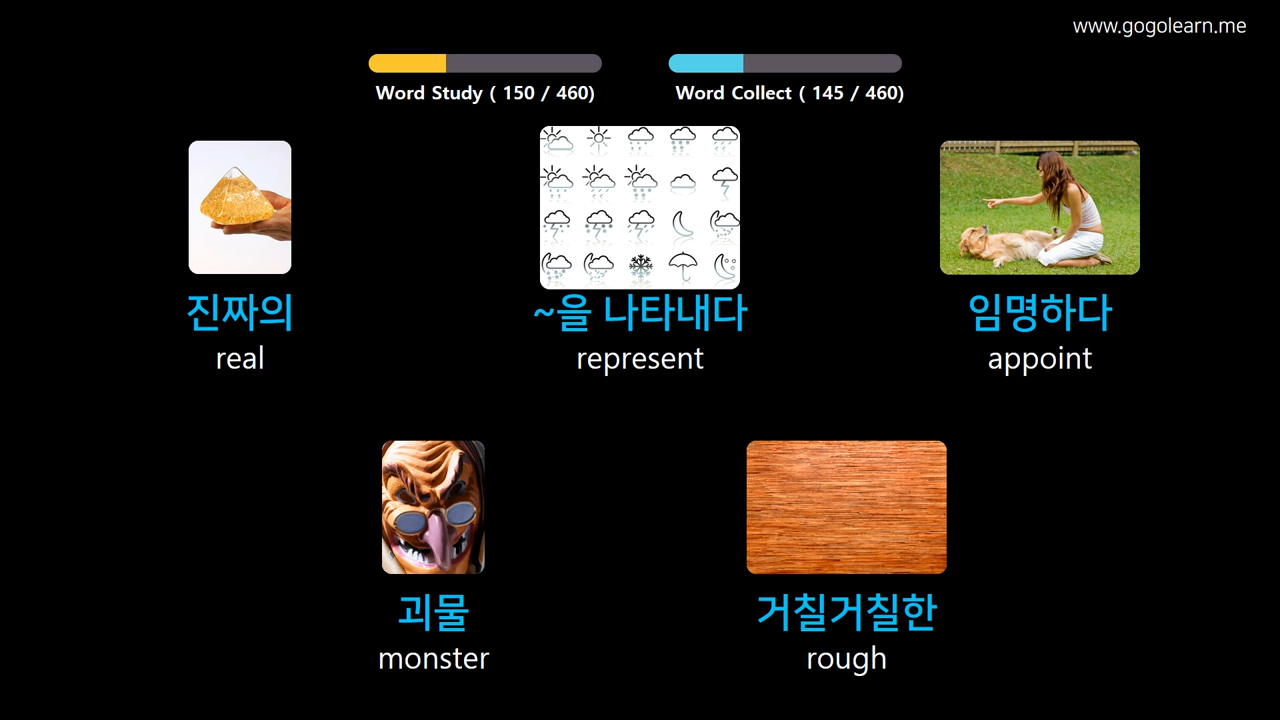 www.gogolearn.me
Word Study ( 150 / 460)
Word Collect ( 145 / 460)
진짜의
real
~을 나타내다
represent
임명하다
appoint
괴물
monster
거칠거칠한
rough